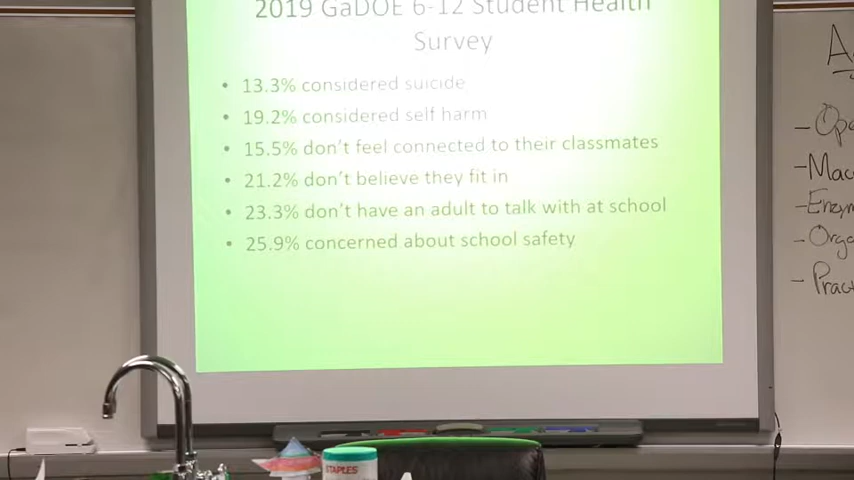 2019 GaDOE 6-12 Student Health
Survey
• 13.3% considered suicide
• 19.2% considered self harm
• 15.5% don't feel connected to their classmates
• 21.2% don't believe they fit in
• 23.3% don't have an adult to talk with at school
• 25.9% concerned about school safety
STAPLES